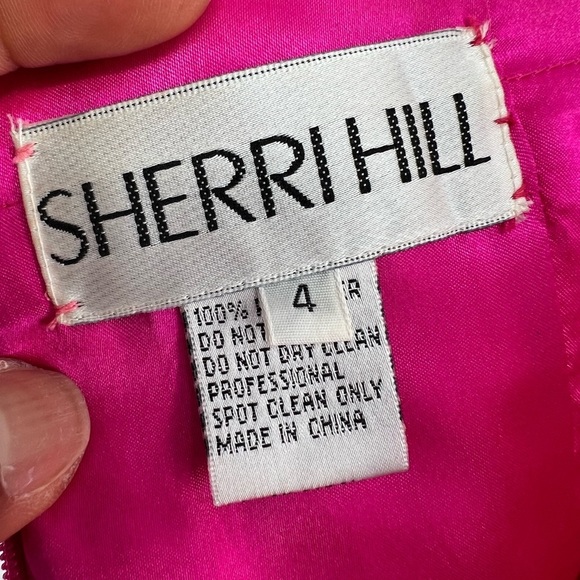 SHERRI HILL
4
100%
DO NOT
DO NOT DRY CLEAN
PROFESSIONAL
SPOT CLEAN ONLY
MADE IN CHINA